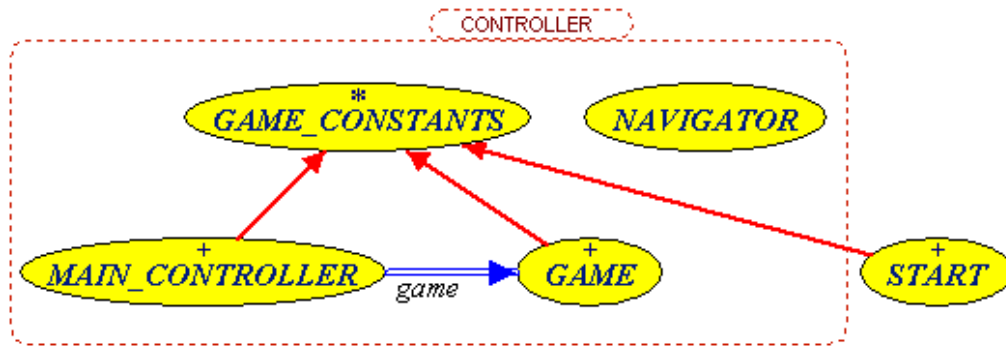 CONTROLLER
*
GAME_CONSTANTS
NAVIGATOR
+
MAIN_CONTROLLER
game
+
GAME
+
START